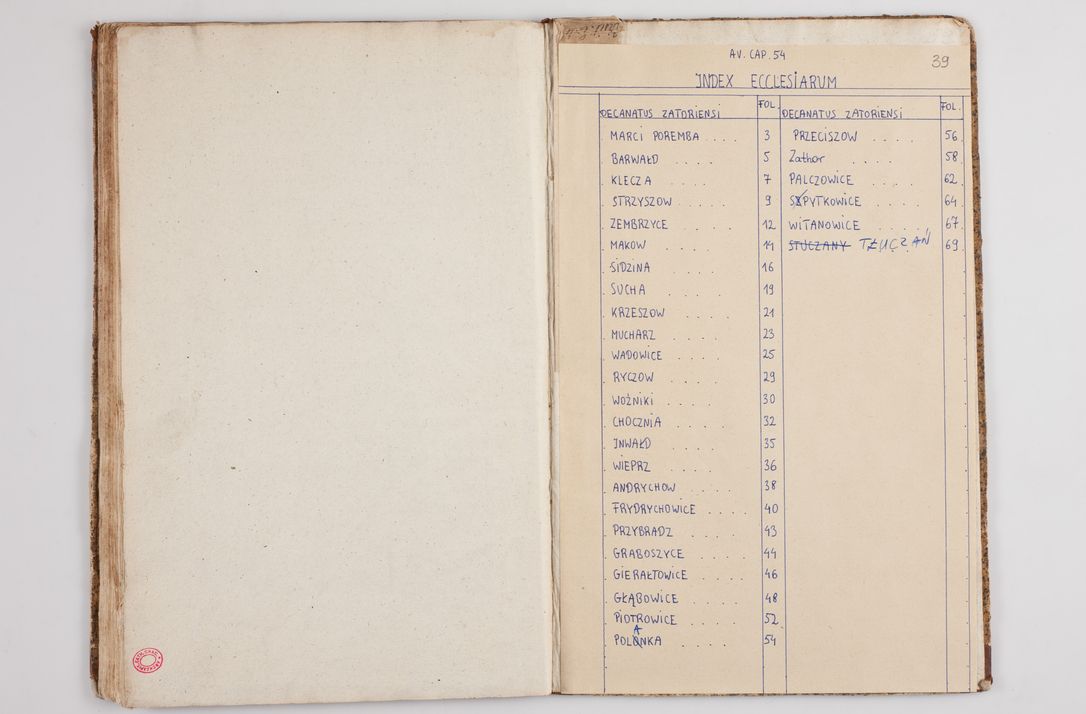 AV. CAP. 54
39
INDEX ECCLESIARUM
DECANATUS ZATORIENSI FOL.
MARCI POREMBA .... 3
BARWAŁD .... 5
KLECZA .... 7
STRZYSZOW ..... 9
ZEMBRZYCE .... 12
MAKOW .... 14
SIDZINA .... 16
SUCHA .... 19
KRZESZOW .... 21
MUCHARZ .... 23
WADOWICE .... 25
RYCZOW .... 29
WOŹNIKI .... 30
CHOCZNIA .... 32
INWAŁD .... 35
WIEPRZ .... 36
ANDRYCHOW .... 38
FRYDRYCHOWICE .... 40
PRZYBRADZ .... 43
GRABOSZYCE ..... 44
GIERAŁTOWICE .... 46
GŁĄBOWICE .... 48
PIOTROWICE .... 52
POLANKA .... 54
DECANATUS ZATORIENSI FOL.
PRZECISZOW .... 56
Zathor .... 58
PALCZOWICE .... 62
SPYTKOWICE .... 64
WITANOWICE ..... 67
STUCZANY TŁUCZAŃ 69